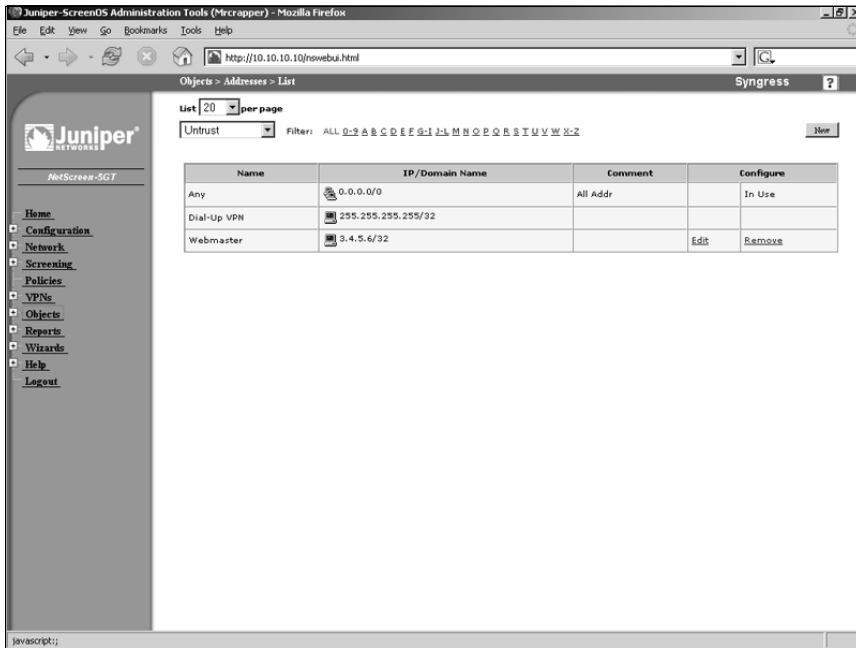 Juniper-ScreenOS Administration Tools (Mrcrapper) - Mozilla Firefox
File Edit View Go Bookmarks Tools Help
http://10.10.10.10/nswebui.html
G
Objects > Addresses > List
Syngress
?
List 20 per page
Untrust Filter: ALL 0-9 A B C D E F G-I J-L M N O P Q R S T U V W X-Z New
Juniper
NETWORKS
NetScreen-5GT
Name IP/Domain Name Comment Configure
Any 0.0.0.0/0 All Addr In Use
Dial-Up VPN 255.255.255.255/32
Webmaster 3.4.5.6/32 Edit Remove
Home
Configuration
Network
Screening
Policies
VPNs
Objects
Reports
Wizards
Help
Logout
javascript:;